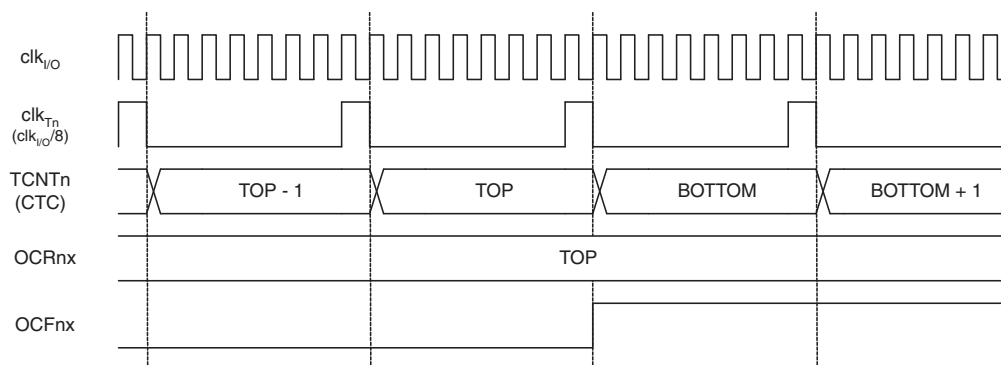 clkI/O
clkTn
(clkI/O/8)
TCNTn
(CTC)
TOP - 1
TOP
BOTTOM
BOTTOM + 1
OCRnx
TOP
OCFnx